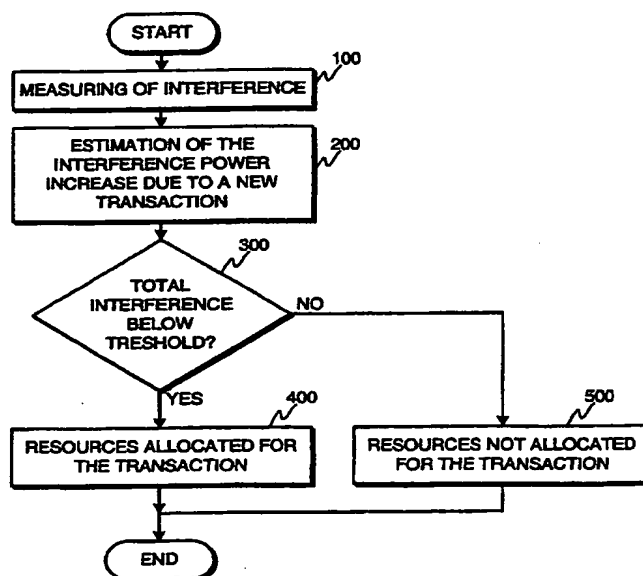 START
100
MEASURING OF INTERFERENCE
200
ESTIMATION OF THE
INTERFERENCE POWER
INCREASE DUE TO A NEW
TRANSACTION
300
TOTAL
INTERFERENCE
BELOW
TRESHOLD?
NO
YES
400
RESOURCES ALLOCATED FOR
THE TRANSACTION
500
RESOURCES NOT ALLOCATED
FOR THE TRANSACTION
END